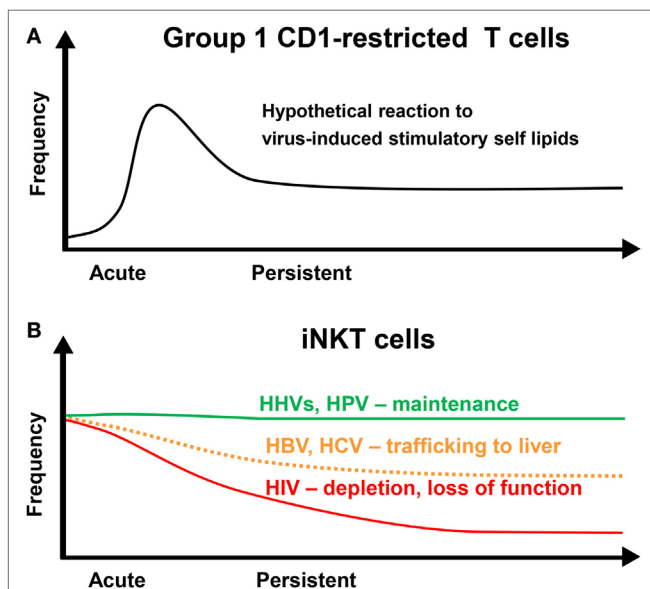 A
Group 1 CD1-restricted T cells
Frequency
Hypothetical reaction to
virus-induced stimulatory self lipids
Acute
Persistent
B
iNKT cells
Frequency
HHVs, HPV – maintenance
HBV, HCV – trafficking to liver
HIV – depletion, loss of function
Acute
Persistent